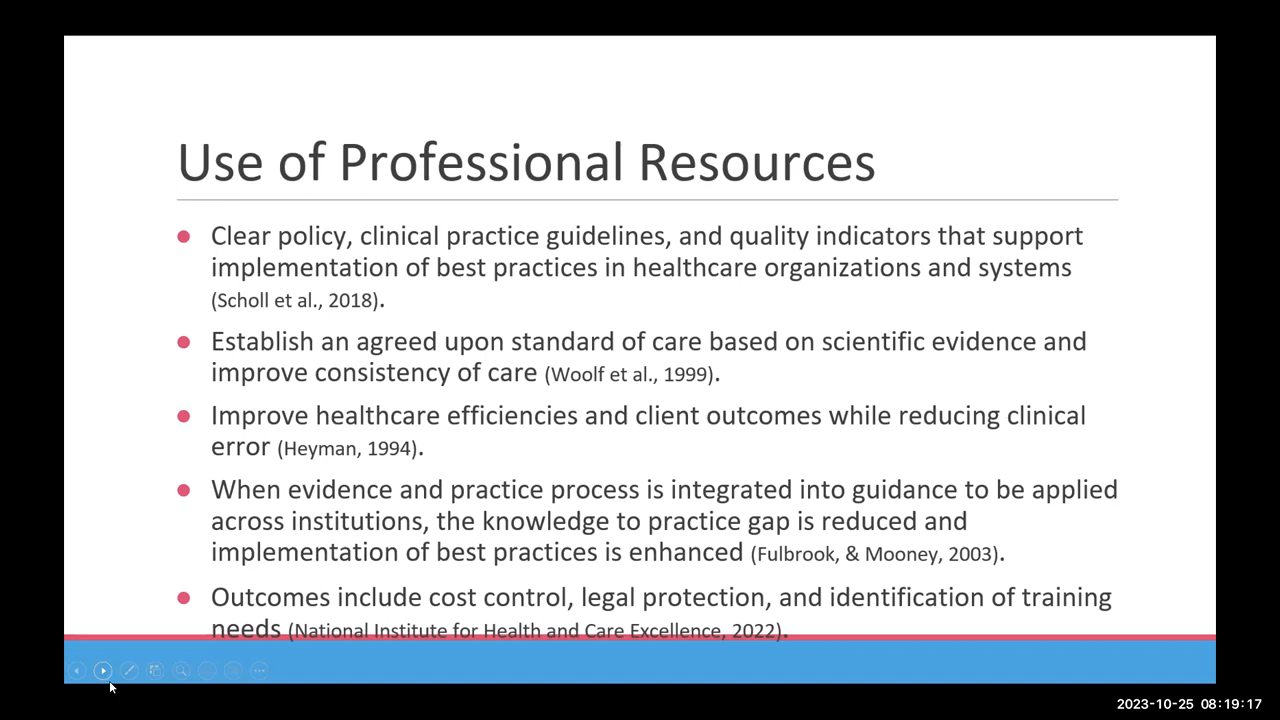 Use of Professional Resources
Clear policy, clinical practice guidelines, and quality indicators that support
implementation of best practices in healthcare organizations and systems
(Scholl et al., 2018).
Establish an agreed upon standard of care based on scientific evidence and
improve consistency of care (Woolf et al., 1999).
Improve healthcare efficiencies and client outcomes while reducing clinical
error (Heyman, 1994).
When evidence and practice process is integrated into guidance to be applied
across institutions, the knowledge to practice gap is reduced and
implementation of best practices is enhanced (Fulbrook, & Mooney, 2003).
Outcomes include cost control, legal protection, and identification of training
needs (National Institute for Health and Care Excellence, 2022).
2023-10-25 08:19:17